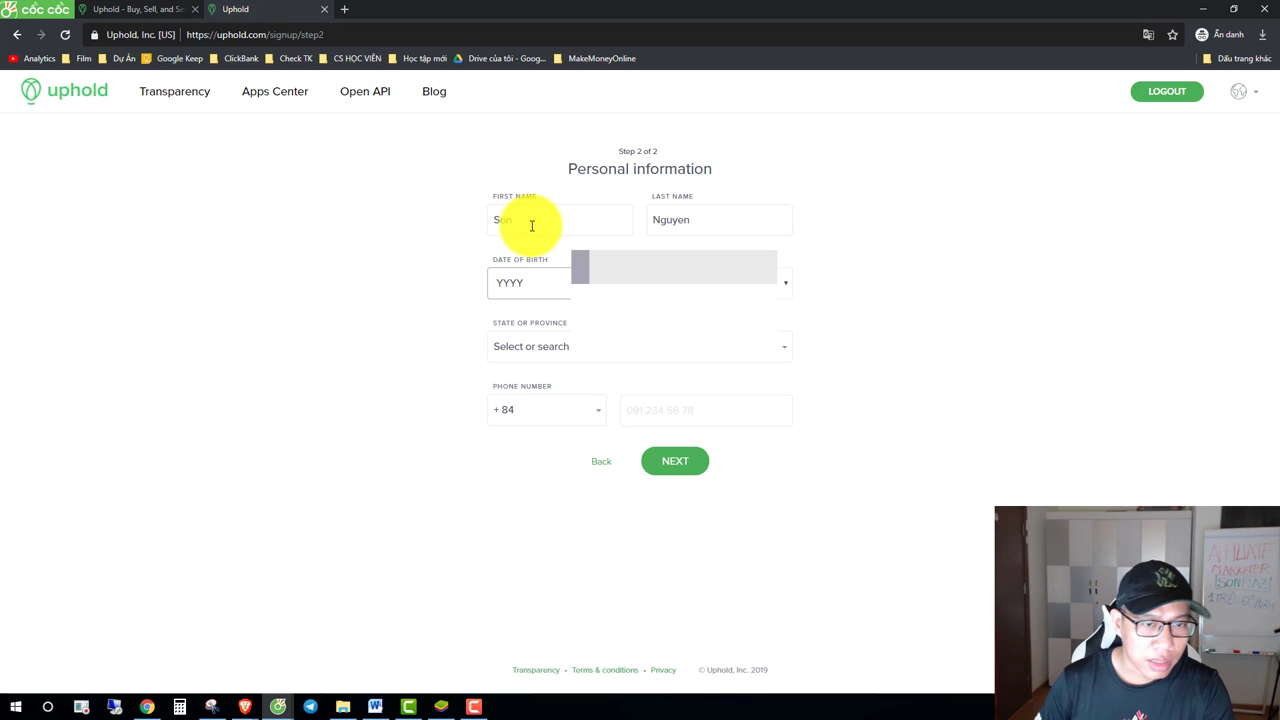 CỐC CỐC
Uphold - Buy, Sell, and Se
Uphold
Uphold, Inc. [US]
https://uphold.com/signup/step2
Ẩn danh
Analytics
Film
Dự Án
Google Keep
ClickBank
Check TK
CS HỌC VIÊN
Học tập mới
Drive của tôi - Goog...
MakeMoneyOnline
Dấu trang khác
uphold
Transparency
Apps Center
Open API
Blog
LOGOUT
Step 2 of 2
Personal information
FIRST NAME
LAST NAME
Son
Nguyen
DATE OF BIRTH
YYYY
STATE OR PROVINCE
Select or search
PHONE NUMBER
+ 84
091 234 56 78
Back
NEXT
AFFILIATE
MARKETER
Transparency • Terms & conditions • Privacy
© Uphold, Inc. 2019